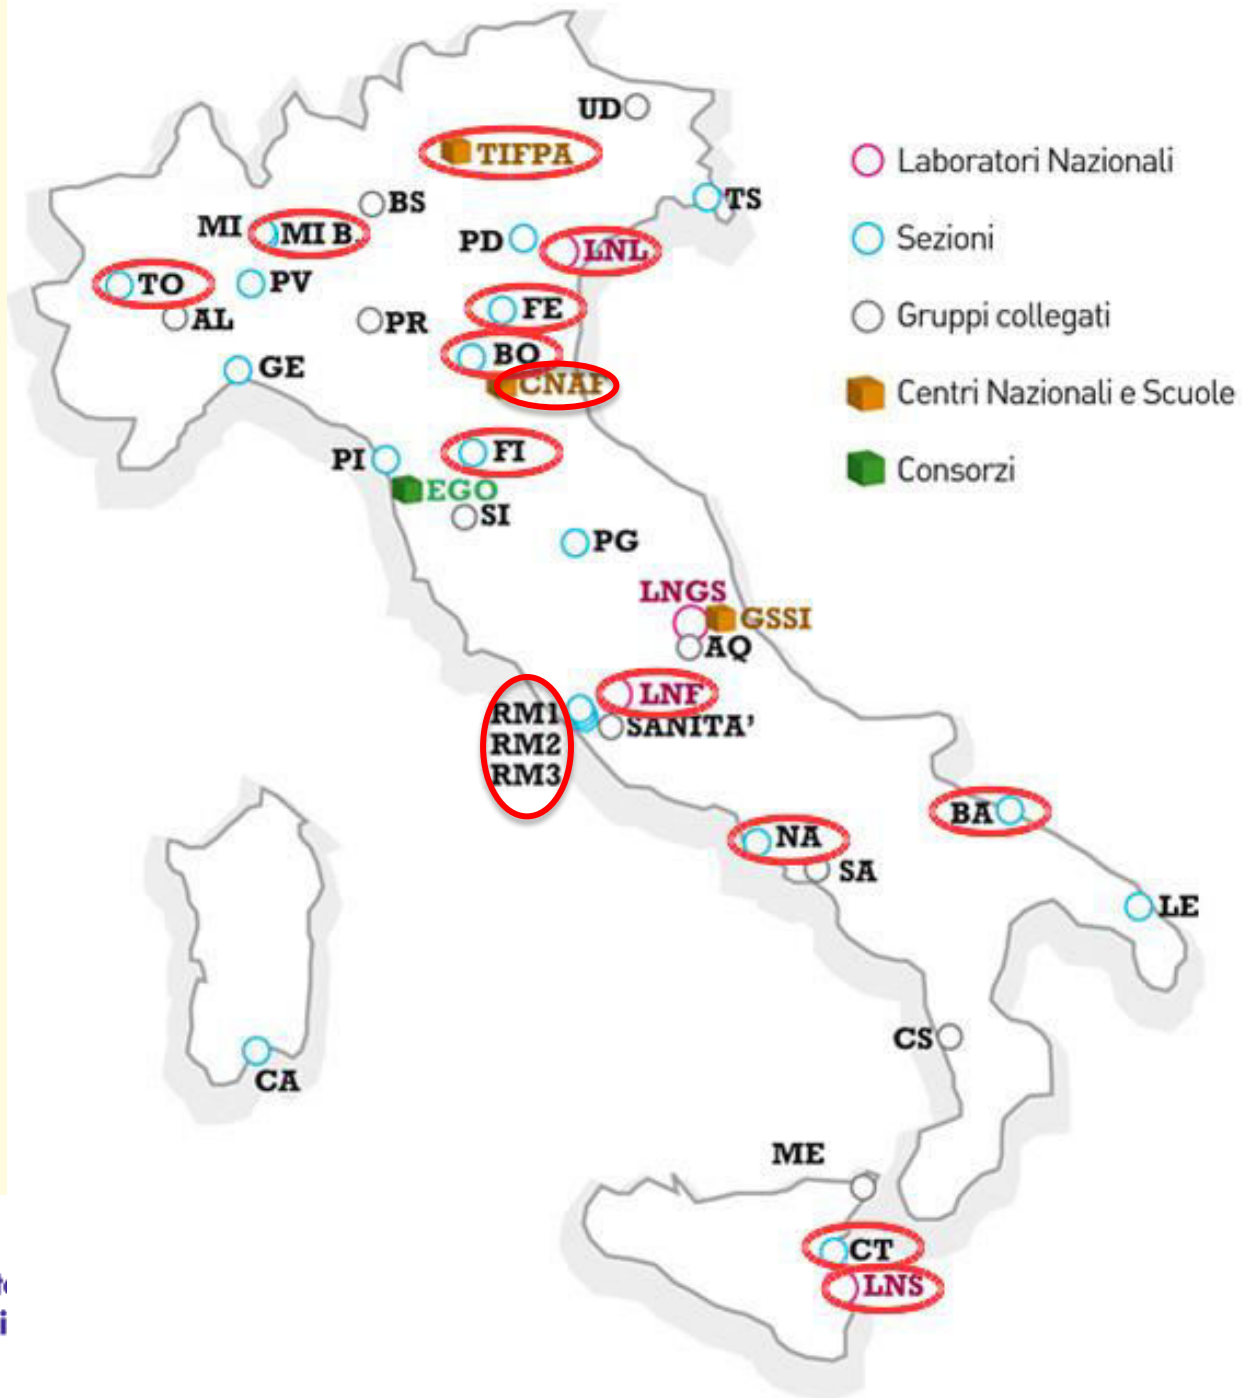 UD
TIFPA
BS
TS
MI
MI B
PD
LNL
TO
PV
FE
AL
PR
BO
GE
CNAF
PI
FI
EGO
SI
PG
LNGS
GSSI
AQ
LNF
RM1
SANITA'
RM2
RM3
BA
NA
SA
LE
CS
CA
ME
CT
LNS
Laboratori Nazionali
Sezioni
Gruppi collegati
Centri Nazionali e Scuole
Consorzi